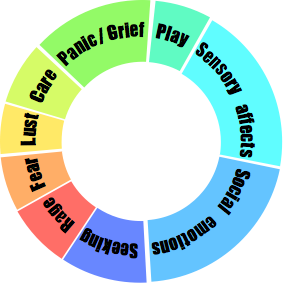 Panic / Grief
Play
Sensory affects
Social emotions
Seeking
Rage
Fear
Lust
Care